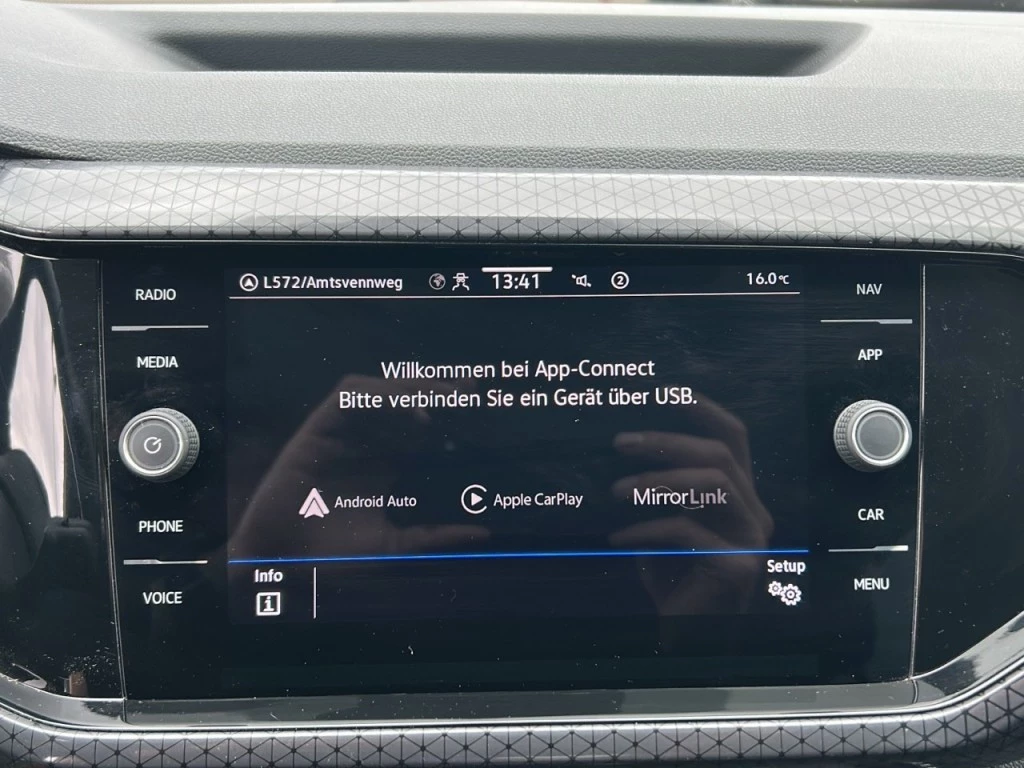 RADIO
MEDIA
PHONE
VOICE
L572/Amtsvennweg 13:41 2 16.0°C
Willkommen bei App-Connect
Bitte verbinden Sie ein Gerät über USB.
Android Auto Apple CarPlay MirrorLink
Info Setup
i
NAV
APP
CAR
MENU